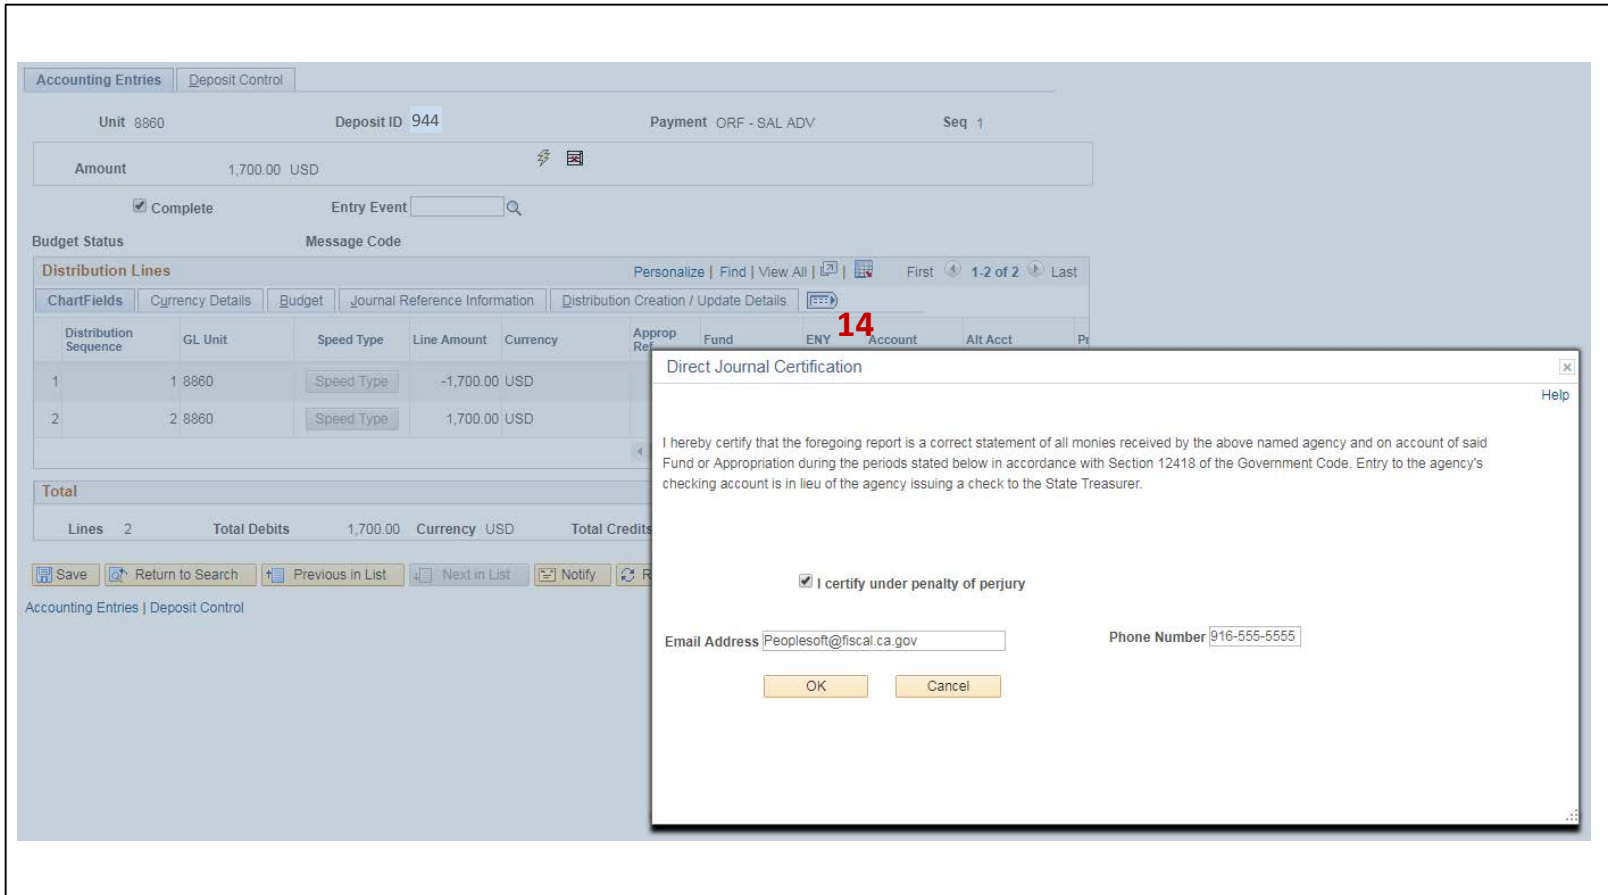 Accounting Entries Deposit Control
Unit 8860 Deposit ID 944 Payment ORF - SAL ADV Seq 1
Amount 1,700.00 USD
Complete Entry Event
Budget Status Message Code
Distribution Lines Personalize | Find | View All | | First 1-2 of 2 Last
ChartFields Currency Details Budget Journal Reference Information Distribution Creation / Update Details
14
Distribution Sequence GL Unit Speed Type Line Amount Currency Approp Ref Fund ENY Account Alt Acct
1 1 8860 Speed Type -1,700.00 USD
2 2 8860 Speed Type 1,700.00 USD
Total
Lines 2 Total Debits 1,700.00 Currency USD Total Credits
Save Return to Search Previous in List Next in List Notify
Accounting Entries | Deposit Control
Direct Journal Certification
Help
I hereby certify that the foregoing report is a correct statement of all monies received by the above named agency and on account of said
Fund or Appropriation during the periods stated below in accordance with Section 12418 of the Government Code. Entry to the agency's
checking account is in lieu of the agency issuing a check to the State Treasurer.
I certify under penalty of perjury
Email Address Peoplesoft@fiscal.ca.gov Phone Number 916-555-5555
OK Cancel